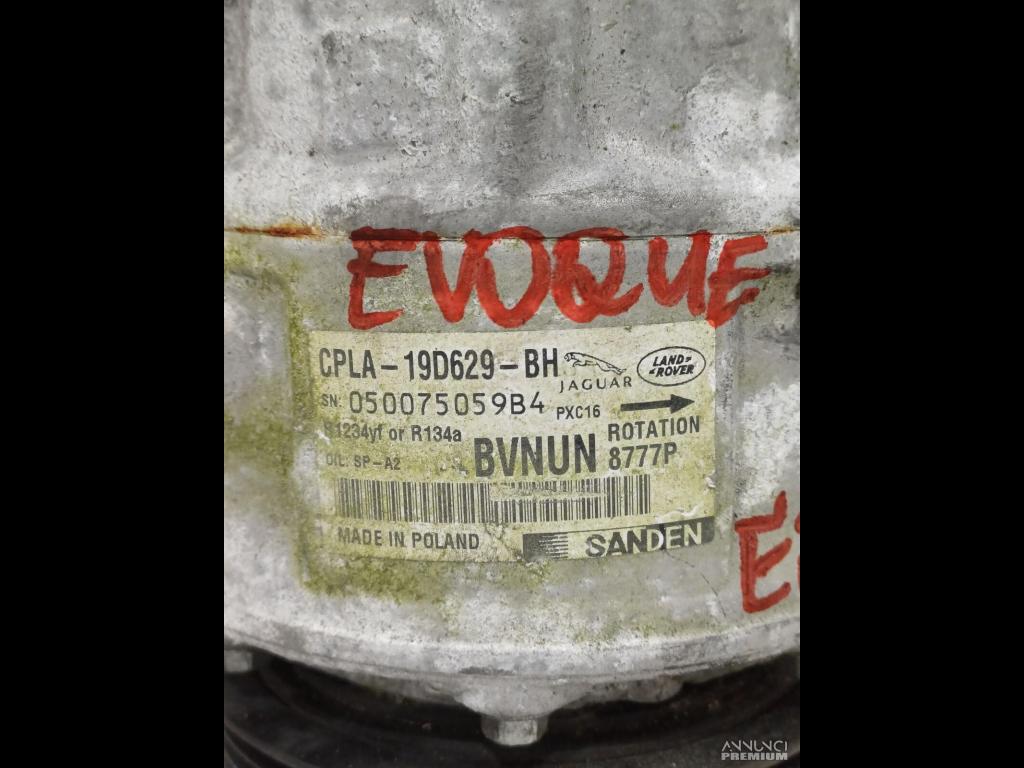 EVOQUE
CPLA-19D629-BH
JAGUAR
LAND-
-ROVER
SN: 050075059B4 PXC16
ROTATION
R1234yf or R134a
OIL: SP-A2 BVNUN 8777P
MADE IN POLAND
SANDEN
ANNUNCI
PREMIUM